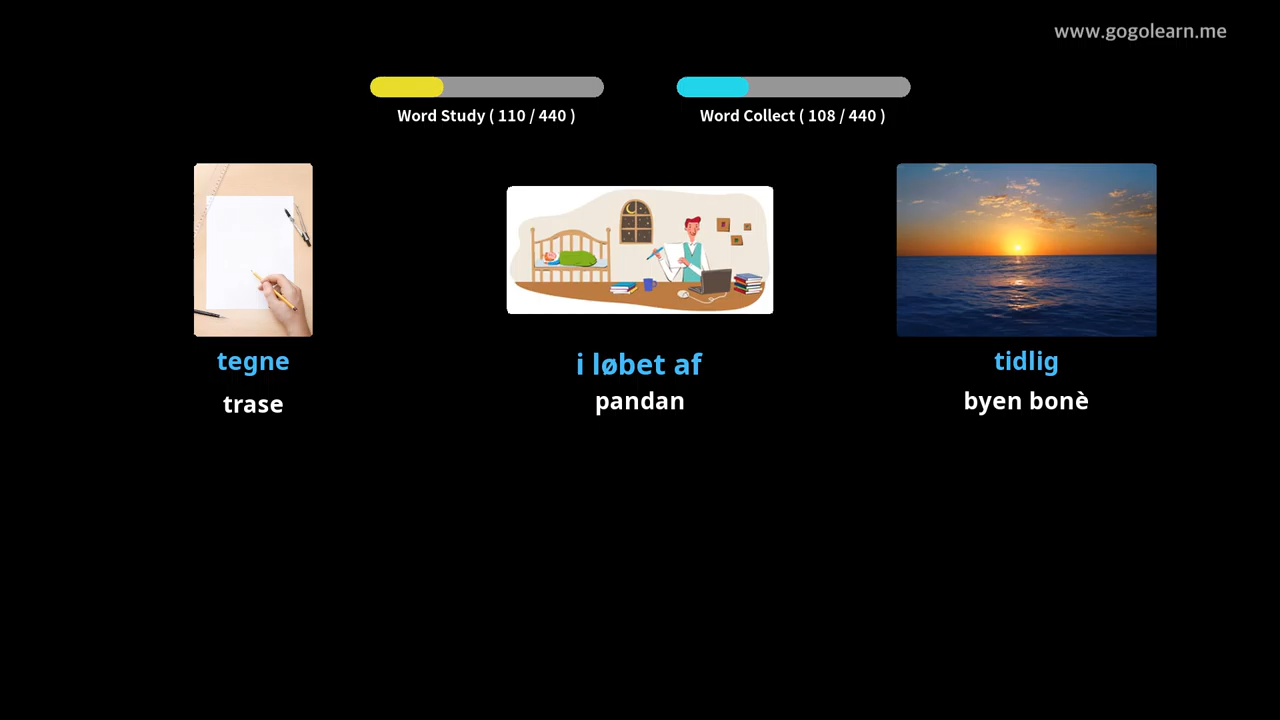 www.gogolearn.me
Word Study ( 110 / 440 )
Word Collect ( 108 / 440 )
tegne
trase
i løbet af
pandan
tidlig
byen bonè